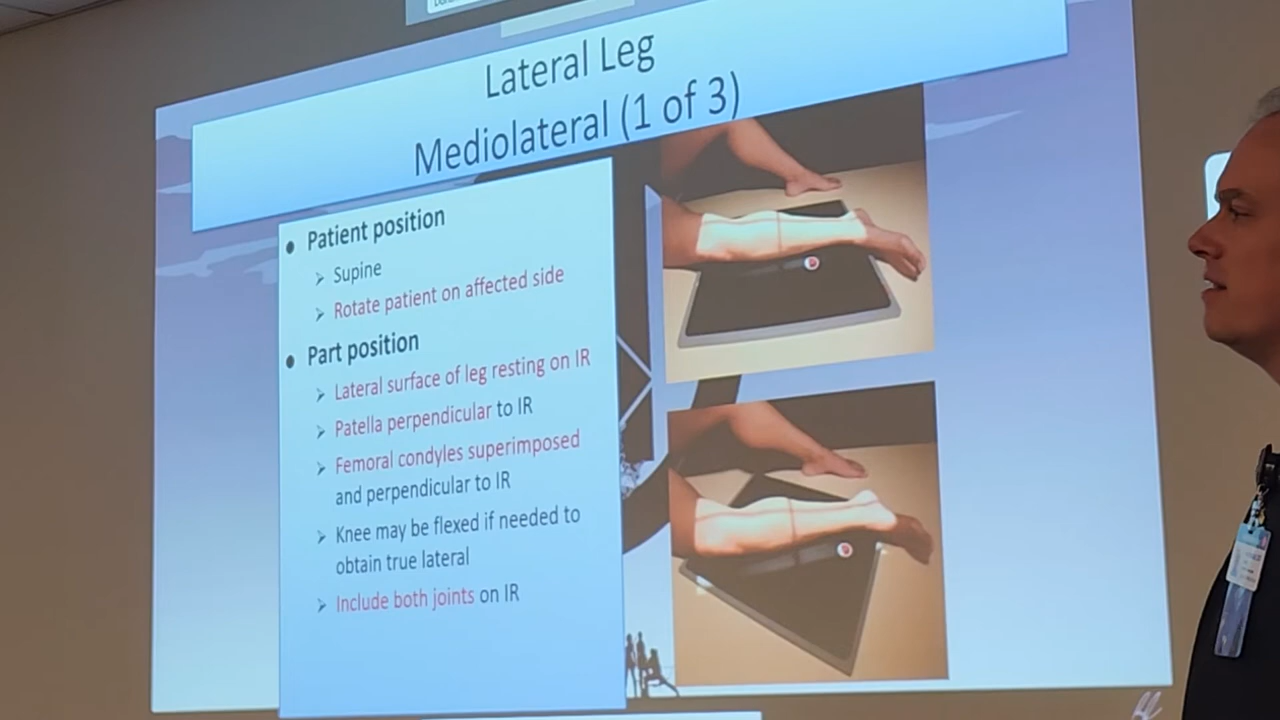 Lateral Leg
Mediolateral (1 of 3)
• Patient position
➢ Supine
➢ Rotate patient on affected side
• Part position
➢ Lateral surface of leg resting on IR
➢ Patella perpendicular to IR
➢ Femoral condyles superimposed
and perpendicular to IR
➢ Knee may be flexed if needed to
obtain true lateral
➢ Include both joints on IR